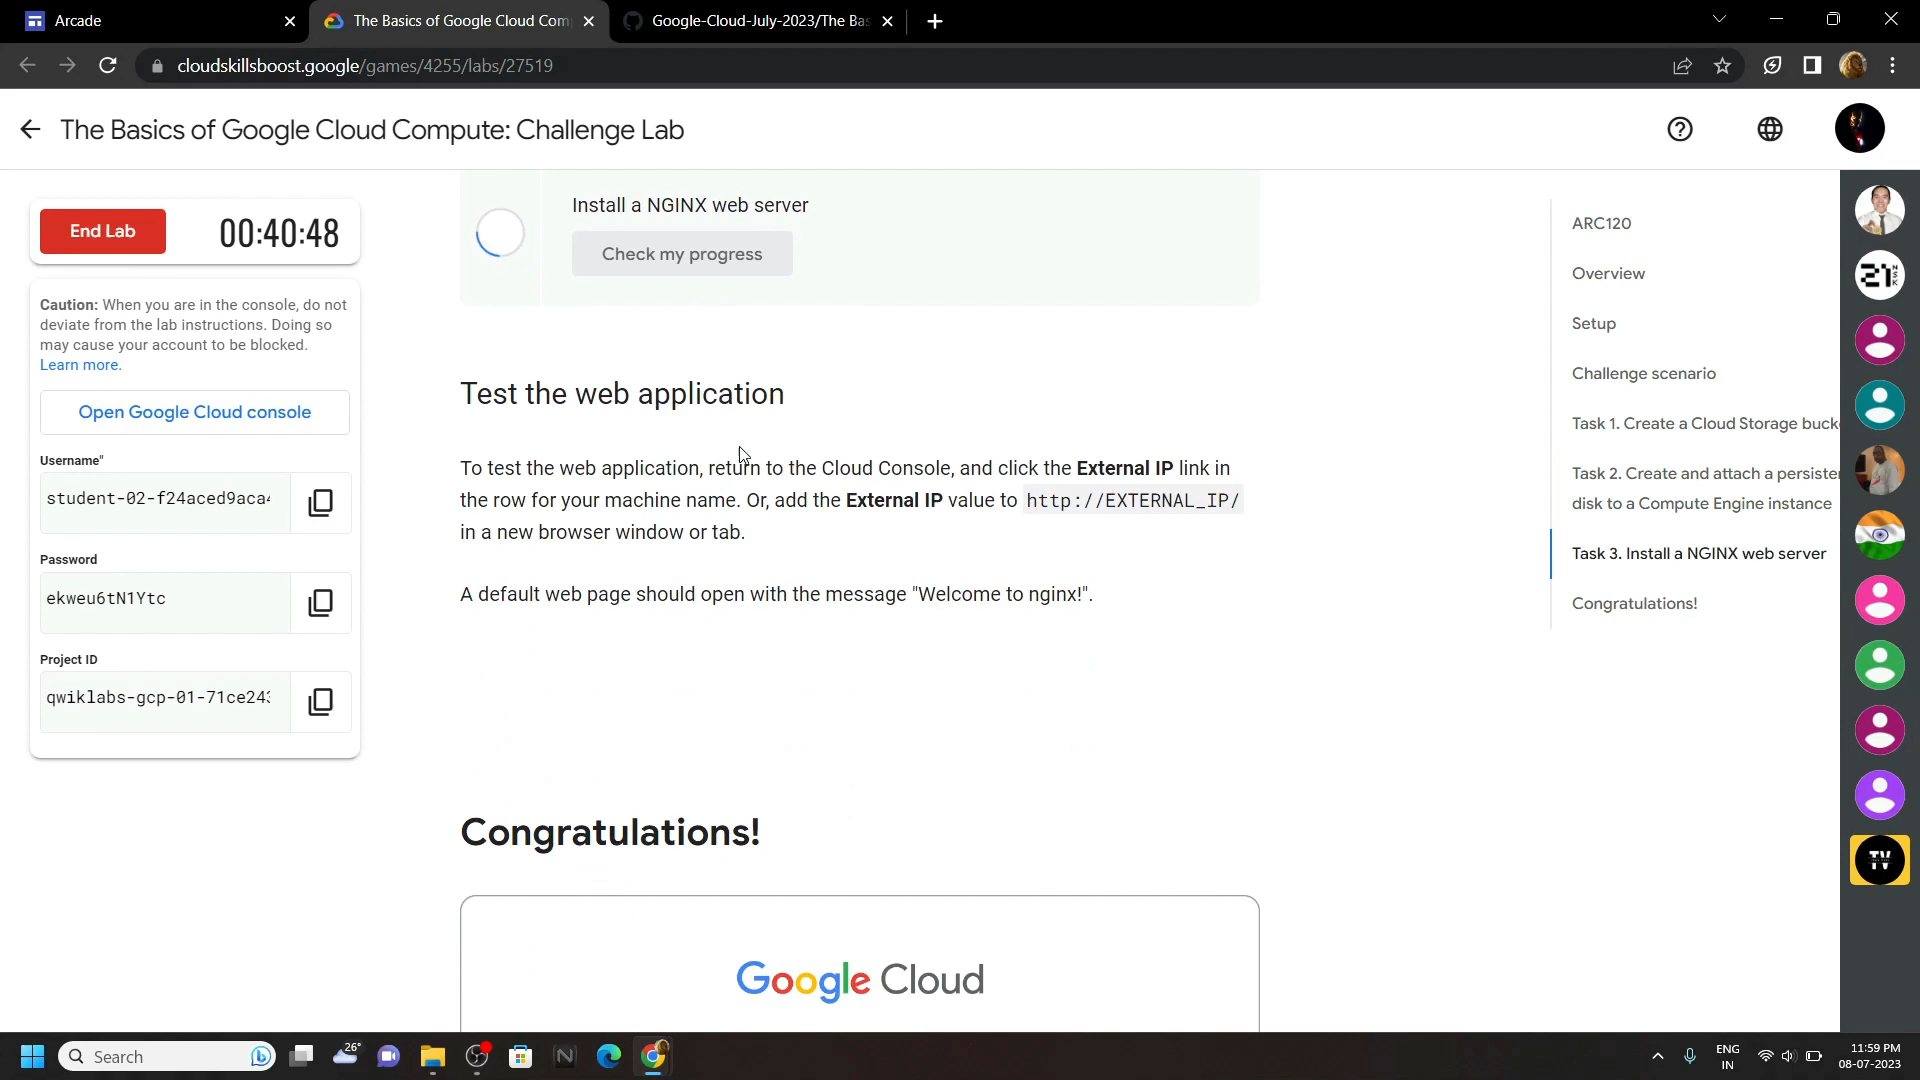 Arcade
The Basics of Google Cloud Com
Google-Cloud-July-2023/The Bas
cloudskillsboost.google/games/4255/labs/27519
The Basics of Google Cloud Compute: Challenge Lab
End Lab
00:40:48
Caution: When you are in the console, do not
deviate from the lab instructions. Doing so
may cause your account to be blocked.
Learn more.
Open Google Cloud console
Username"
student-02-f24aced9aca4
Password
ekweu6tN1Ytc
Project ID
qwiklabs-gcp-01-71ce243
Install a NGINX web server
Check my progress
Test the web application
To test the web application, return to the Cloud Console, and click the External IP link in
the row for your machine name. Or, add the External IP value to http://EXTERNAL_IP/
in a new browser window or tab.
A default web page should open with the message "Welcome to nginx!".
Congratulations!
Google Cloud
ARC120
Overview
Setup
Challenge scenario
Task 1. Create a Cloud Storage buck
Task 2. Create and attach a persister
disk to a Compute Engine instance
Task 3. Install a NGINX web server
Congratulations!
21
TV
Search
26°
ENG
IN
11:59 PM
08-07-2023